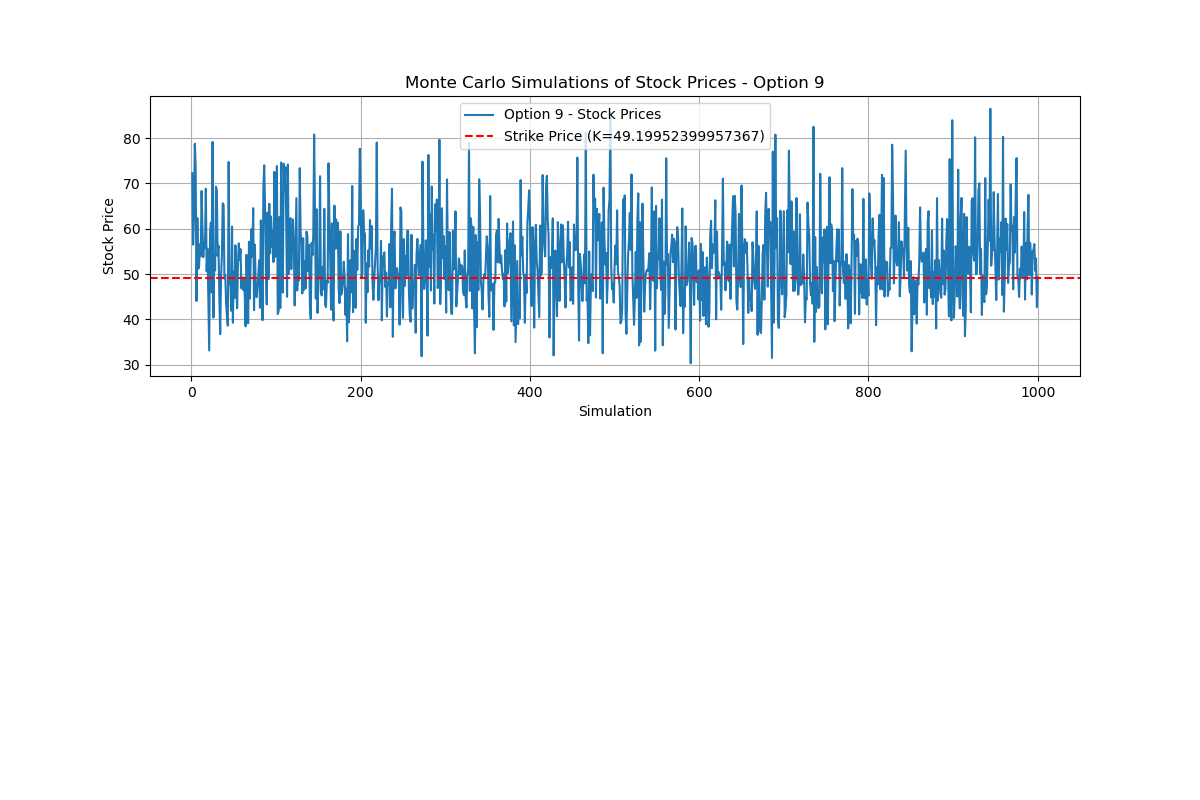 Monte Carlo Simulations of Stock Prices - Option 9
Option 9 - Stock Prices
Strike Price (K=49.19952399957367)
80
70
60
50
40
30
Stock Price
0 200 400 600 800 1000
Simulation